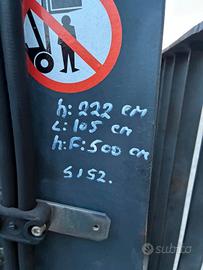 h: 222 cm
L: 105 cm
h: F: 500 cm
S152.
subito